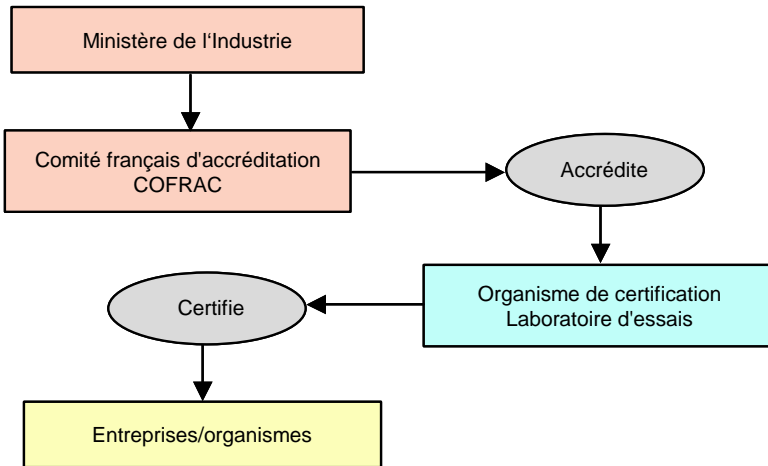 Ministère de l'Industrie
Comité français d'accréditation
COFRAC
Accrédite
Organisme de certification
Laboratoire d'essais
Certifie
Entreprises/organismes